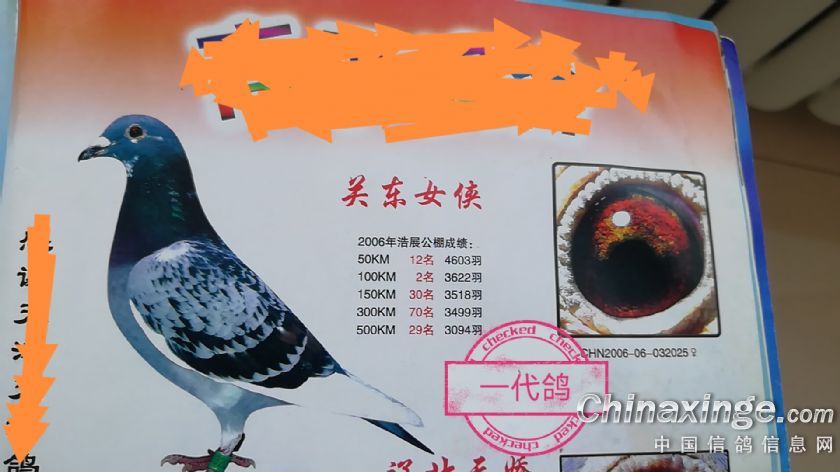 关东女侠
2006年浩展公棚成绩:
50KM 12名 4603羽
100KM 2名 3622羽
150KM 30名 3518羽
300KM 70名 3499羽
500KM 29名 3094羽
CHN2006-06-032025♀
checked
一代鸽
checked
Chinaxinge.com
中国信鸽信息网
鸽